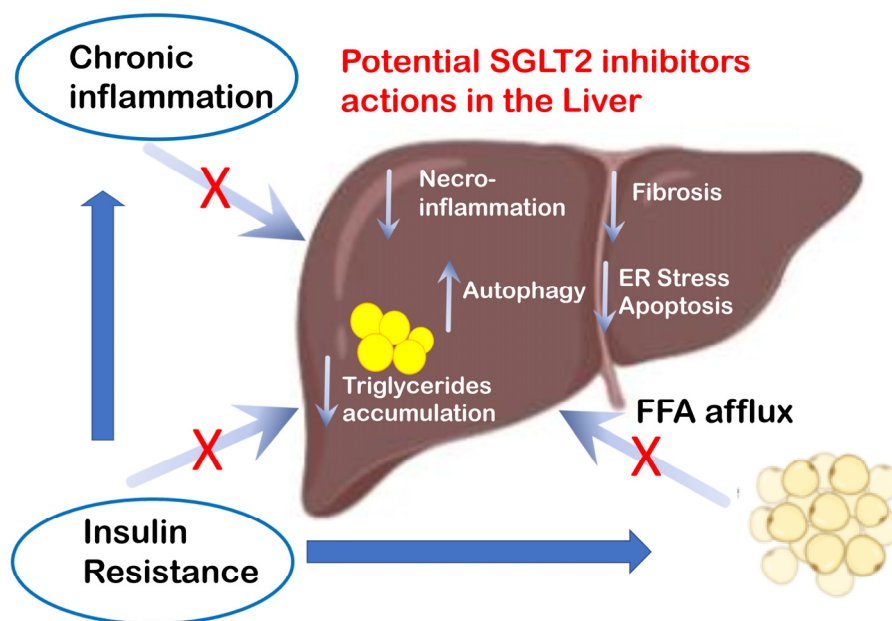 Chronic
inflammation
Potential SGLT2 inhibitors
actions in the Liver
X
Necro-
inflammation
Fibrosis
Autophagy
ER Stress
Apoptosis
Triglycerides
accumulation
FFA afflux
X
X
Insulin
Resistance